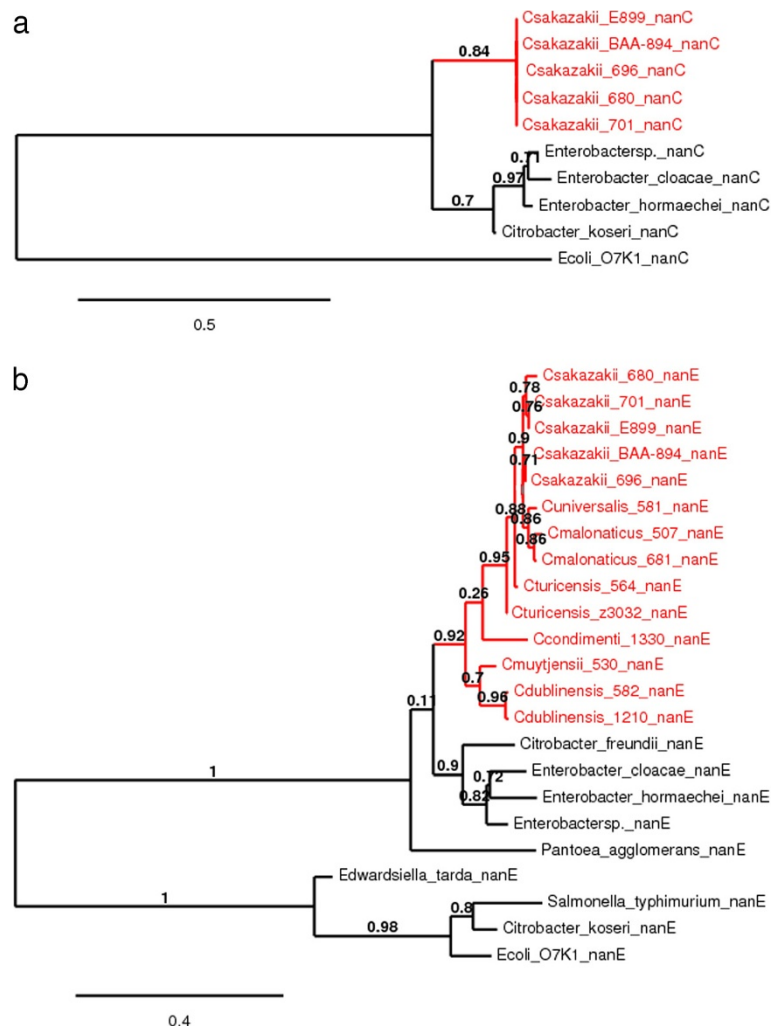 a
Csakazakii_E899_nanC
0.84
Csakazakii_BAA-894_nanC
Csakazakii_696_nanC
Csakazakii_680_nanC
Csakazakii_701_nanC
Enterobactersp._nanC
0.97
Enterobacter_cloacae_nanC
0.7
Enterobacter_hormaechei_nanC
Citrobacter_koseri_nanC
Ecoli_O7K1_nanC
0.5
b
Csakazakii_680_nanE
0.78
Csakazakii_701_nanE
0.76
Csakazakii_E899_nanE
0.9
Csakazakii_BAA-894_nanE
0.71
Csakazakii_696_nanE
0.88
Cuniversalis_581_nanE
0.86
Cmalonaticus_507_nanE
0.86
Cmalonaticus_681_nanE
0.95
Cturicensis_564_nanE
0.26
Cturicensis_z3032_nanE
0.92
Ccondimenti_1330_nanE
Cmuytjensii_530_nanE
0.7
Cdublinensis_582_nanE
0.96
0.11
Cdublinensis_1210_nanE
Citrobacter_freundii_nanE
0.9
Enterobacter_cloacae_nanE
1
0.72
0.82
Enterobacter_hormaechei_nanE
Enterobactersp._nanE
Pantoea_agglomerans_nanE
Edwardsiella_tarda_nanE
1
Salmonella_typhimurium_nanE
0.8
0.98
Citrobacter_koseri_nanE
Ecoli_O7K1_nanE
0.4